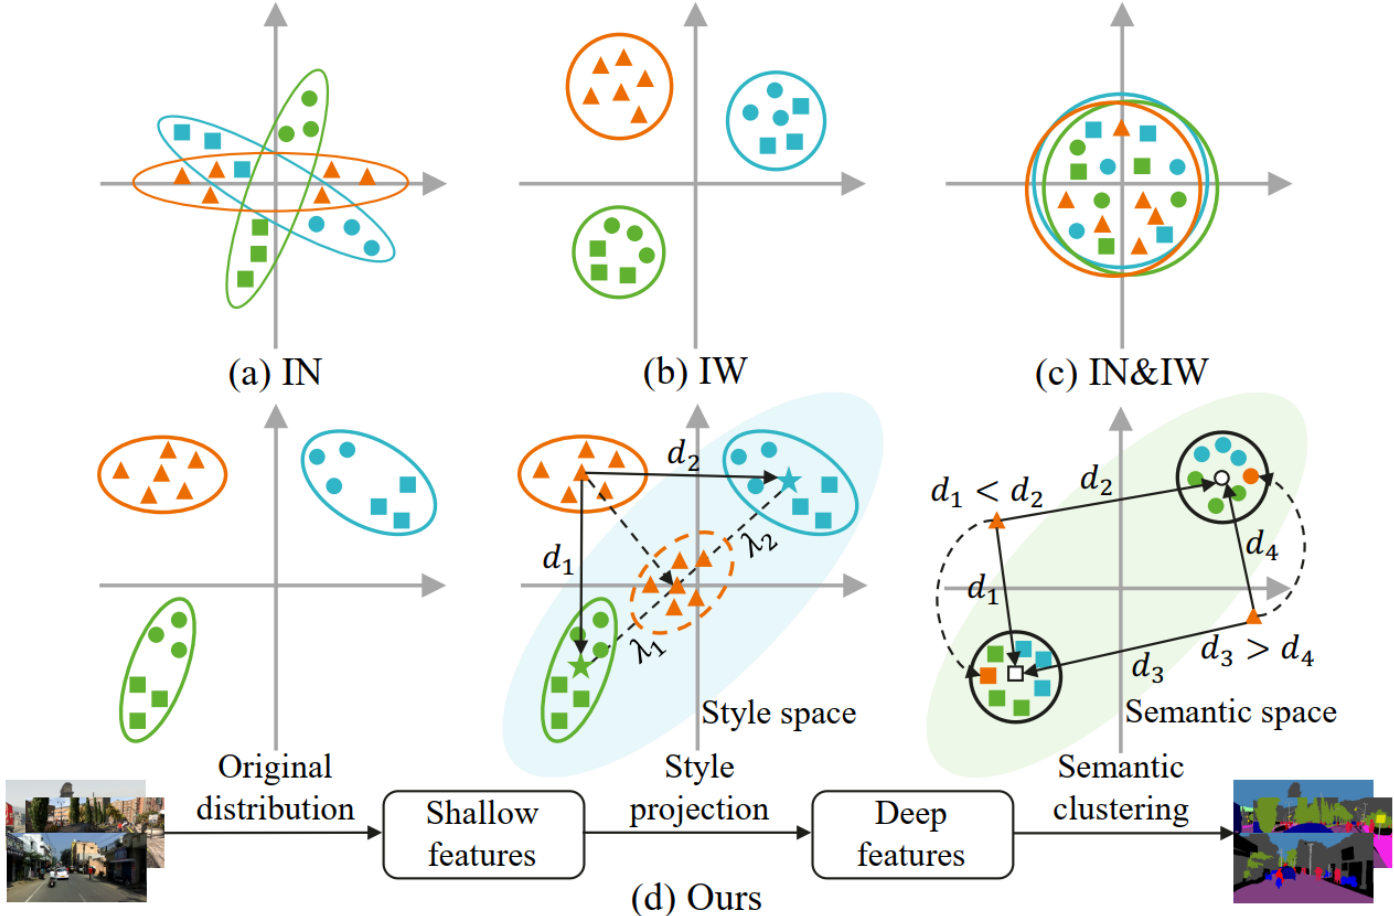 (a) IN
(b) IW
(c) IN&IW
d₂
d₁
λ₂
λ₁
Style space
d₁ < d₂
d₂
d₄
d₁
d₃
d₃ > d₄
Semantic space
Original
distribution
Style
projection
Semantic
clustering
Shallow
features
Deep
features
(d) Ours